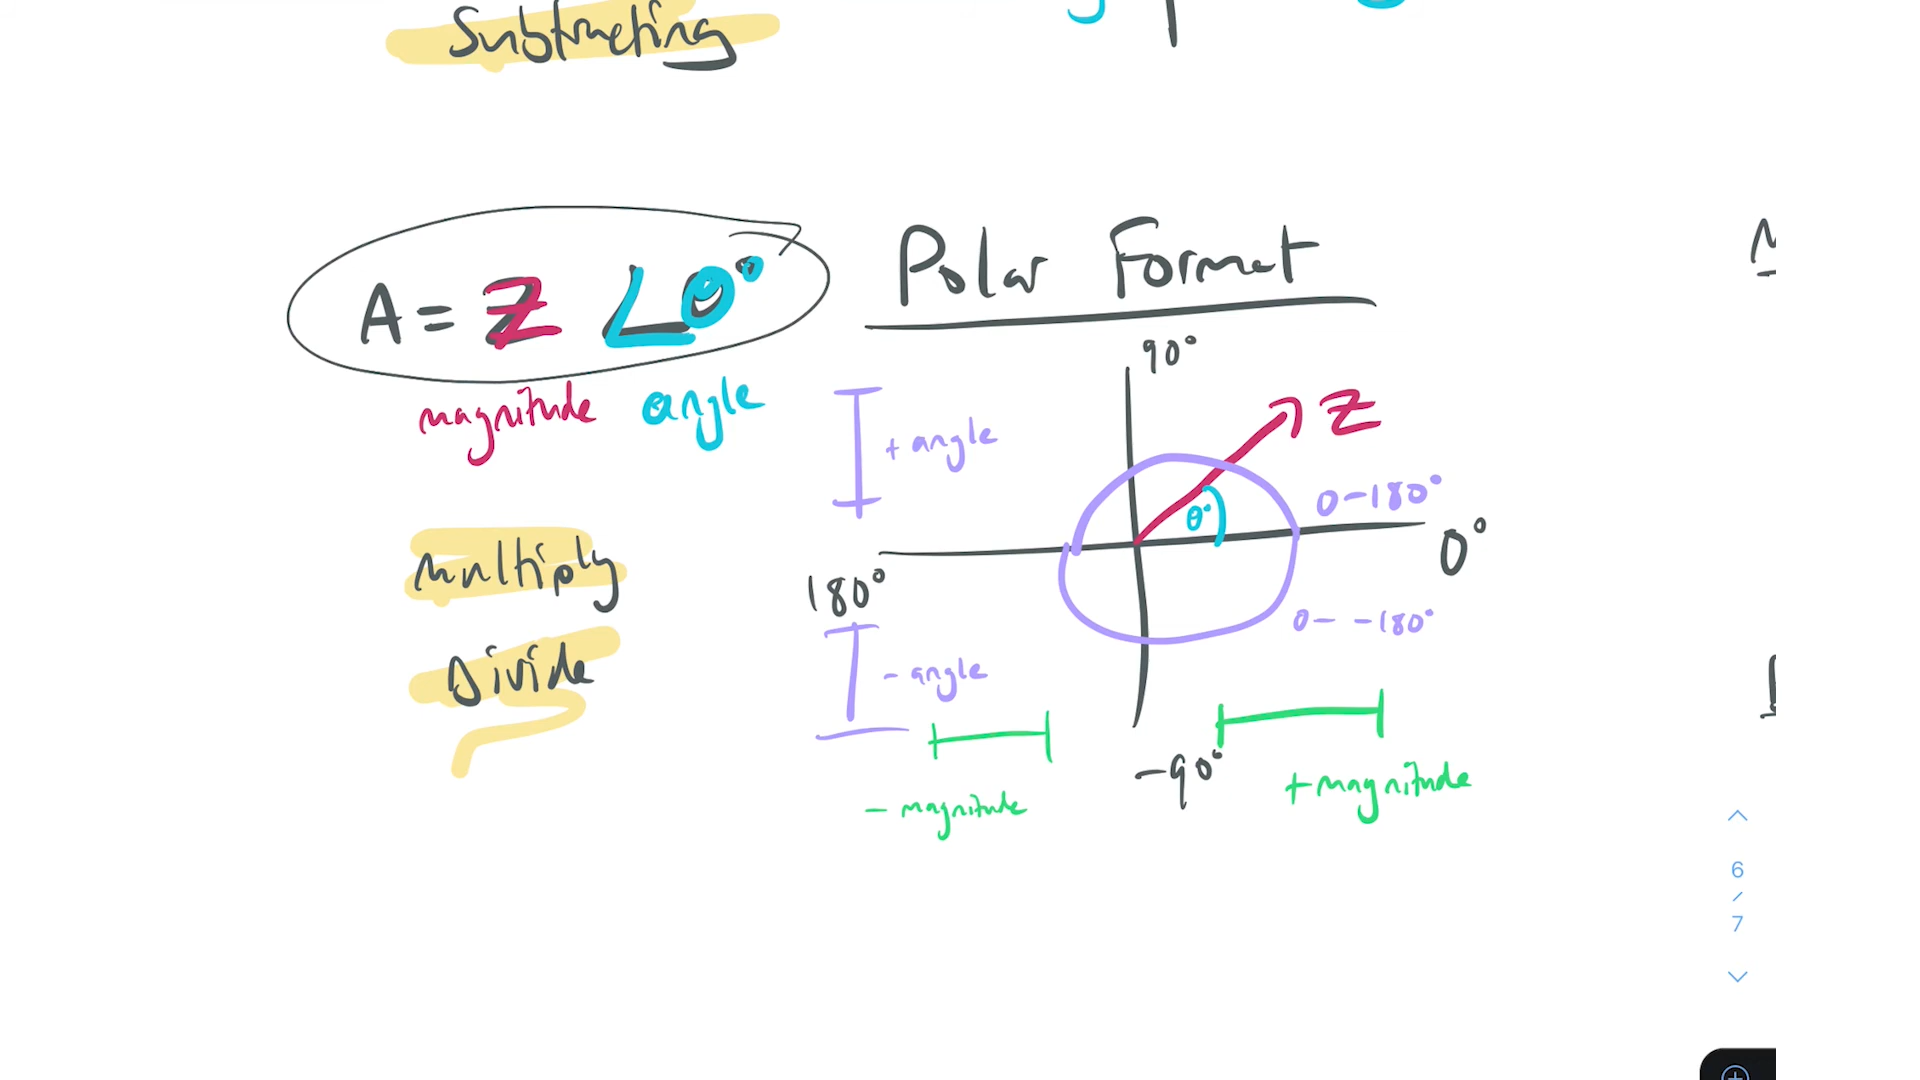 Subtracting
A = Z ∠θ°
magnitude
angle
Polar Format
90°
Z
+ angle
0-180°
θ°
0°
180°
Multiply
0- -180°
Divide
- angle
-90°
+ magnitude
- magnitude
6
/
7